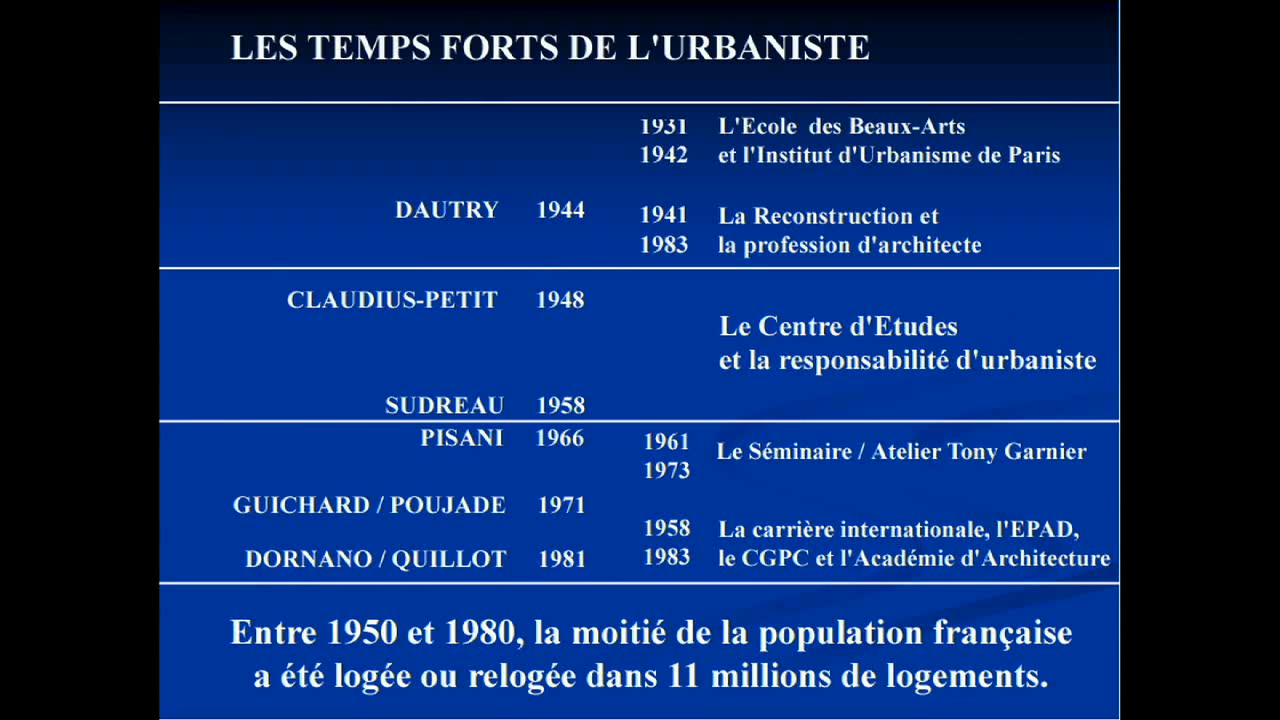 LES TEMPS FORTS DE L'URBANISTE
1931 L'Ecole des Beaux-Arts
1942 et l'Institut d'Urbanisme de Paris
DAUTRY 1944
1941 La Reconstruction et
1983 la profession d'architecte
CLAUDIUS-PETIT 1948
Le Centre d'Etudes
et la responsabilité d'urbaniste
SUDREAU 1958
PISANI 1966
1961
Le Séminaire / Atelier Tony Garnier
1973
GUICHARD / POUJADE 1971
1958 La carrière internationale, l'EPAD,
DORNANO / QUILLOT 1981
1983 le CGPC et l'Académie d'Architecture
Entre 1950 et 1980, la moitié de la population française
a été logée ou relogée dans 11 millions de logements.